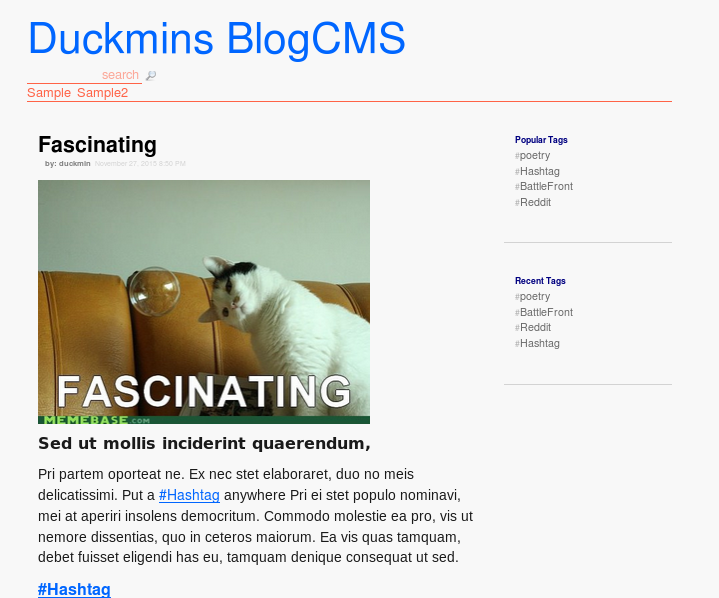 Duckmins BlogCMS
search
Sample Sample2
Fascinating
by: duckmin November 27, 2015 8:50 PM
FASCINATING
MEMEBASE.COM
Sed ut mollis inciderint quaerendum,
Pri partem oporteat ne. Ex nec stet elaboraret, duo no meis
delicatissimi. Put a #Hashtag anywhere Pri ei stet populo nominavi,
mei at aperiri insolens democritum. Commodo molestie ea pro, vis ut
nemore dissentias, quo in ceteros maiorum. Ea vis quas tamquam,
debet fuisset eligendi has eu, tamquam denique consequat ut sed.
#Hashtag
Popular Tags
#poetry
#Hashtag
#BattleFront
#Reddit
Recent Tags
#poetry
#BattleFront
#Reddit
#Hashtag